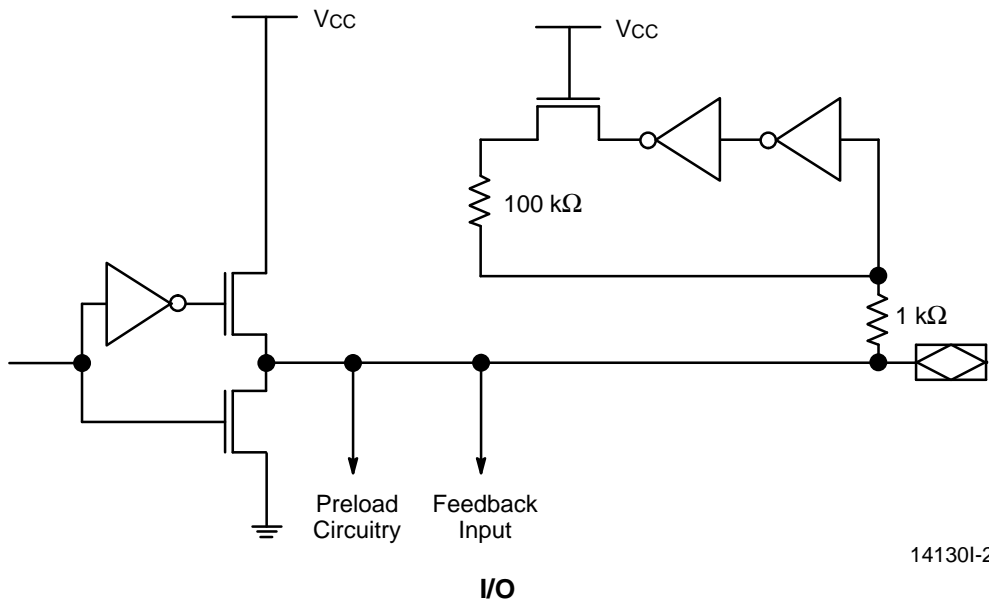 VCC
VCC
100 kΩ
1 kΩ
Preload
Circuitry
Feedback
Input
14130I-2
I/O